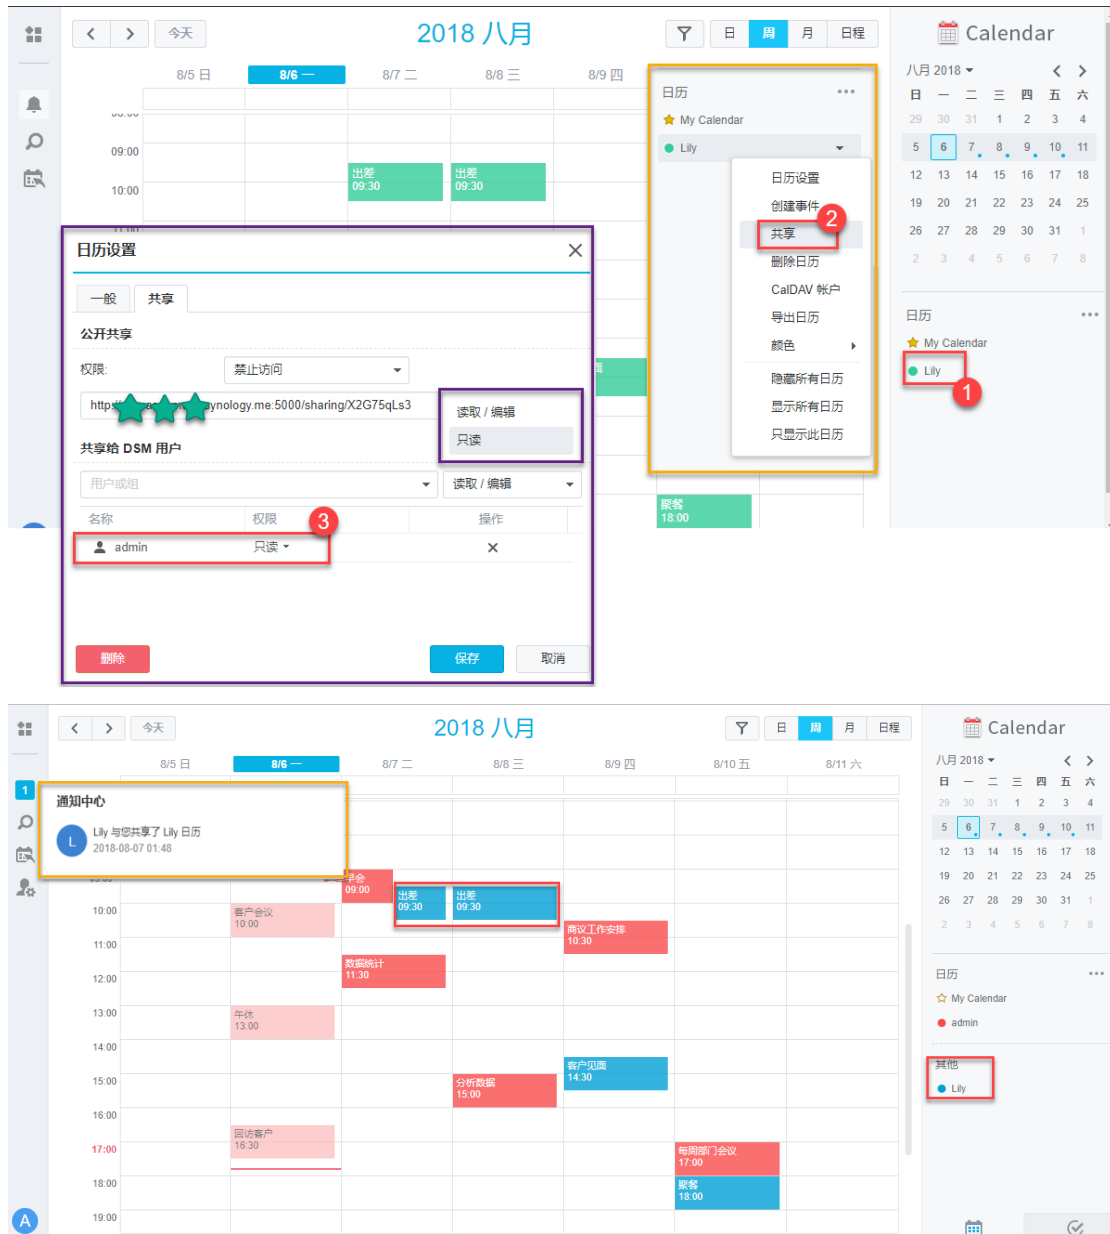 今天
2018 八月
日
周
月
日程
Calendar
8/5 日
8/6 一
8/7 二
8/8 三
8/9 四
09:00
10:00
出差
09:30
出差
09:30
日历
My Calendar
Lily
日历设置
创建事件
2
共享
删除日历
CalDAV 帐户
导出日历
颜色
隐藏所有日历
显示所有日历
只显示此日历
聚餐
18:00
八月 2018
日 一 二 三 四 五 六
29 30 31 1 2 3 4
5 6 7 8 9 10 11
12 13 14 15 16 17 18
19 20 21 22 23 24 25
26 27 28 29 30 31 1
2 3 4 5 6 7 8
日历
My Calendar
Lily
1
日历设置
一般
共享
公开共享
权限:
禁止访问
ynology.me:5000/sharing/X2G75qLs3
读取 / 编辑
只读
共享给 DSM 用户
用户或组
读取 / 编辑
名称
权限
3
操作
admin
只读
删除
保存
取消
今天
2018 八月
日
周
月
日程
Calendar
8/5 日
8/6 一
8/7 二
8/8 三
8/9 四
8/10 五
8/11 六
1
通知中心
L
Lily 与您共享了 Lily 日历
2018-08-07 01:48
早会
09:00
出差
09:30
出差
09:30
10:00
客户会议
10:00
商议工作安排
10:30
11:00
数据统计
11:30
12:00
13:00
午休
13:00
14:00
客户见面
14:30
15:00
分析数据
15:00
16:00
回访客户
16:30
17:00
每周部门会议
17:00
18:00
聚餐
18:00
19:00
A
八月 2018
日 一 二 三 四 五 六
29 30 31 1 2 3 4
5 6 7 8 9 10 11
12 13 14 15 16 17 18
19 20 21 22 23 24 25
26 27 28 29 30 31 1
2 3 4 5 6 7 8
日历
My Calendar
admin
其他
Lily